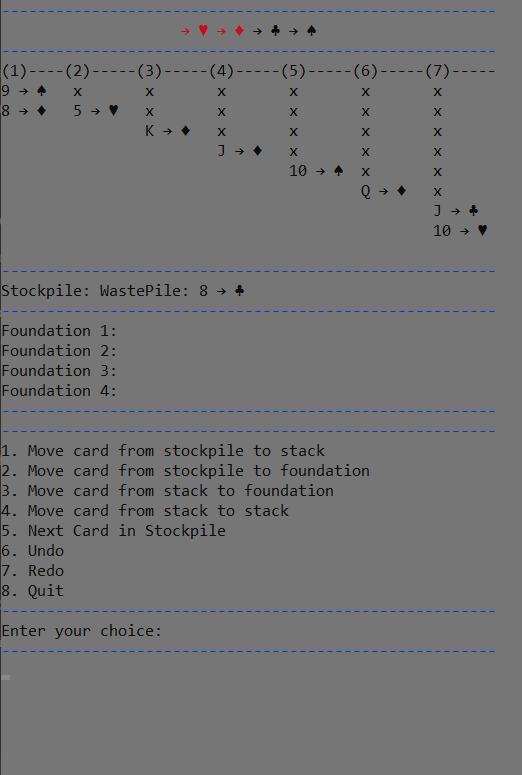 -------------------------------------------------------
→ ♥ → ♦ → ♣ → ♠
-------------------------------------------------------
(1)----(2)-----(3)-----(4)-----(5)-----(6)-----(7)-----
9 → ♠   x       x       x       x       x       x
8 → ♦   5 → ♥   x       x       x       x       x
                K → ♦   x       x       x       x
                        J → ♦   x       x       x
                                10 → ♠  x       x
                                        Q → ♦   x
                                                J → ♣
                                                10 → ♥
-------------------------------------------------------
Stockpile: WastePile: 8 → ♣
-------------------------------------------------------
Foundation 1:
Foundation 2:
Foundation 3:
Foundation 4:
-------------------------------------------------------
-------------------------------------------------------
1. Move card from stockpile to stack
2. Move card from stockpile to foundation
3. Move card from stack to foundation
4. Move card from stack to stack
5. Next Card in Stockpile
6. Undo
7. Redo
8. Quit
-------------------------------------------------------
Enter your choice:
-------------------------------------------------------